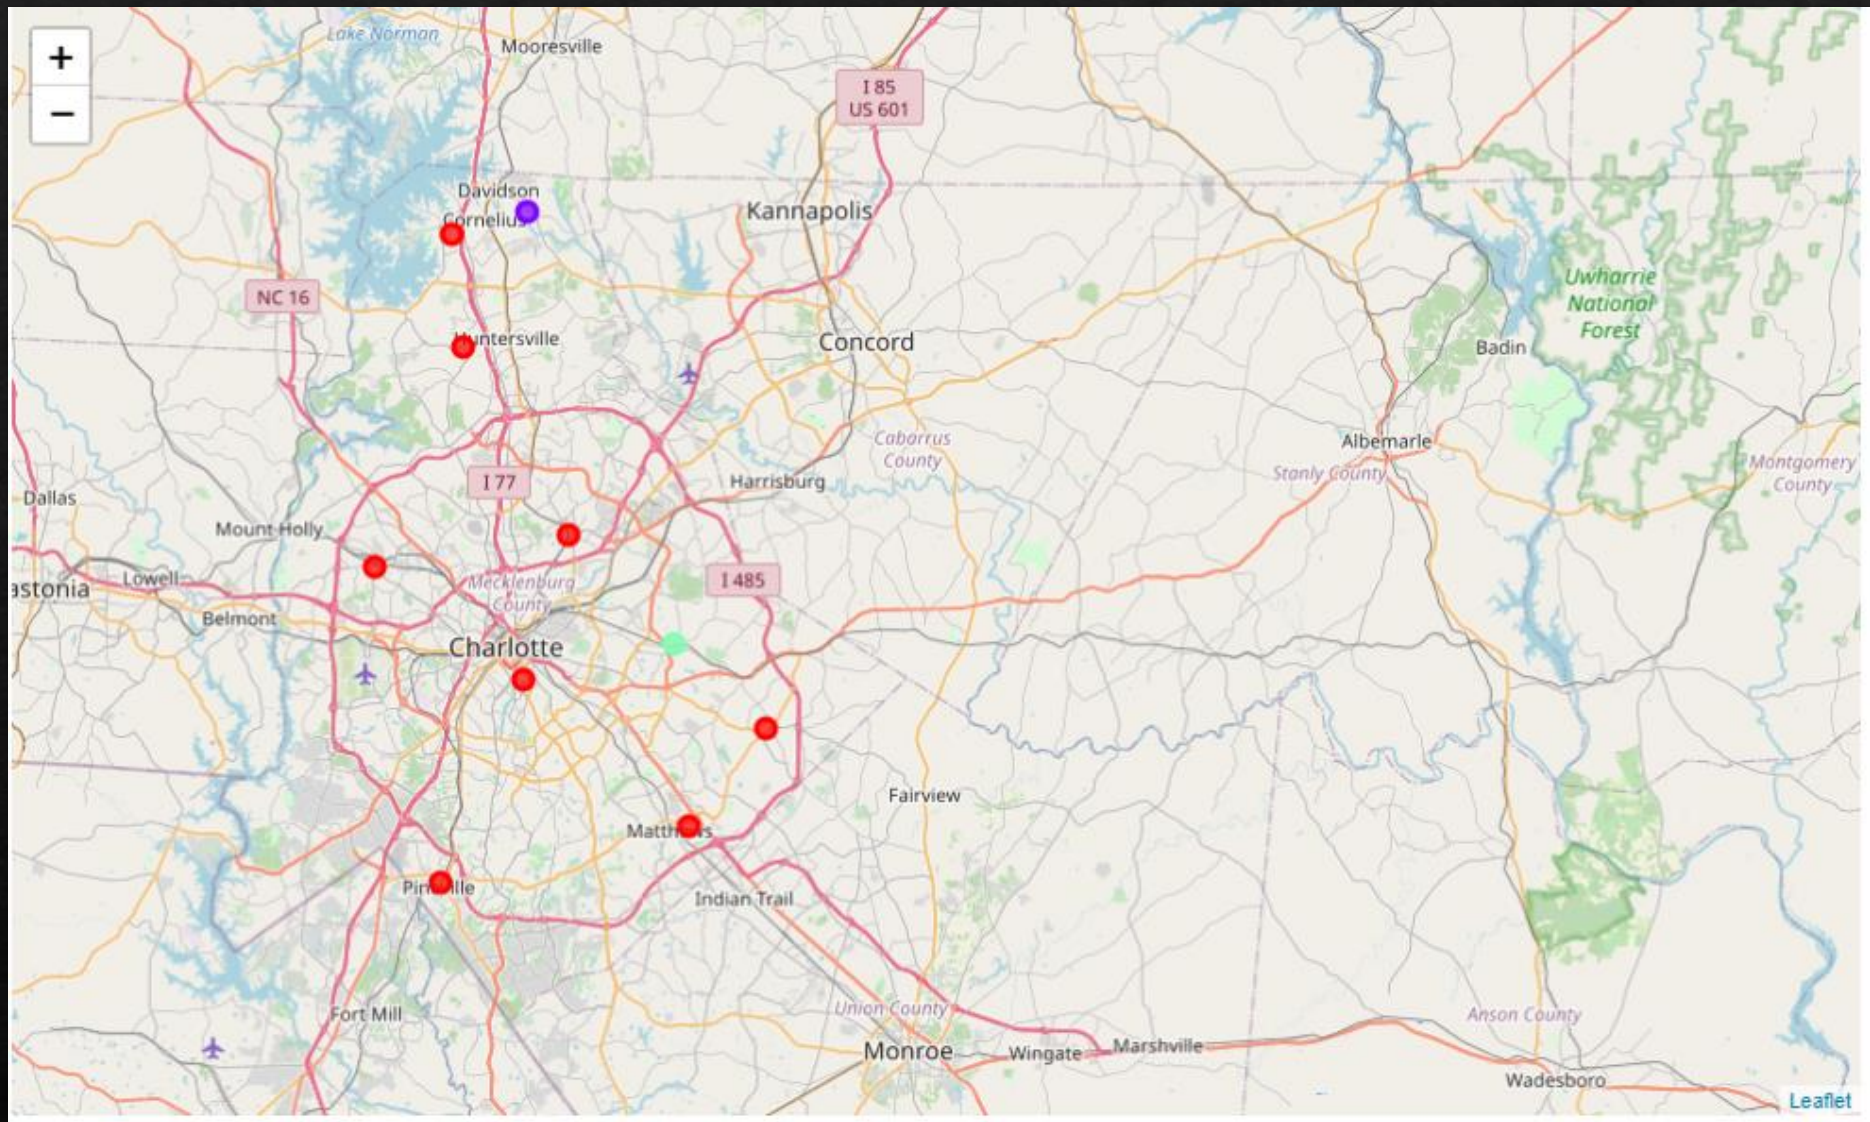 +
−
Lake Norman
Mooresville
I 85
US 601
Davidson
Cornelius
Kannapolis
NC 16
Uwharrie
National
Forest
Huntersville
Concord
Badin
Cabarrus
County
Albemarle
Stanly County
Montgomery
County
I 77
Harrisburg
Dallas
Mount Holly
Lowell
Mecklenburg
County
I 485
astonia
Belmont
Charlotte
Fairview
Matthews
Pineville
Indian Trail
Fort Mill
Union County
Anson County
Monroe
Wingate
Marshville
Wadesboro
Leaflet